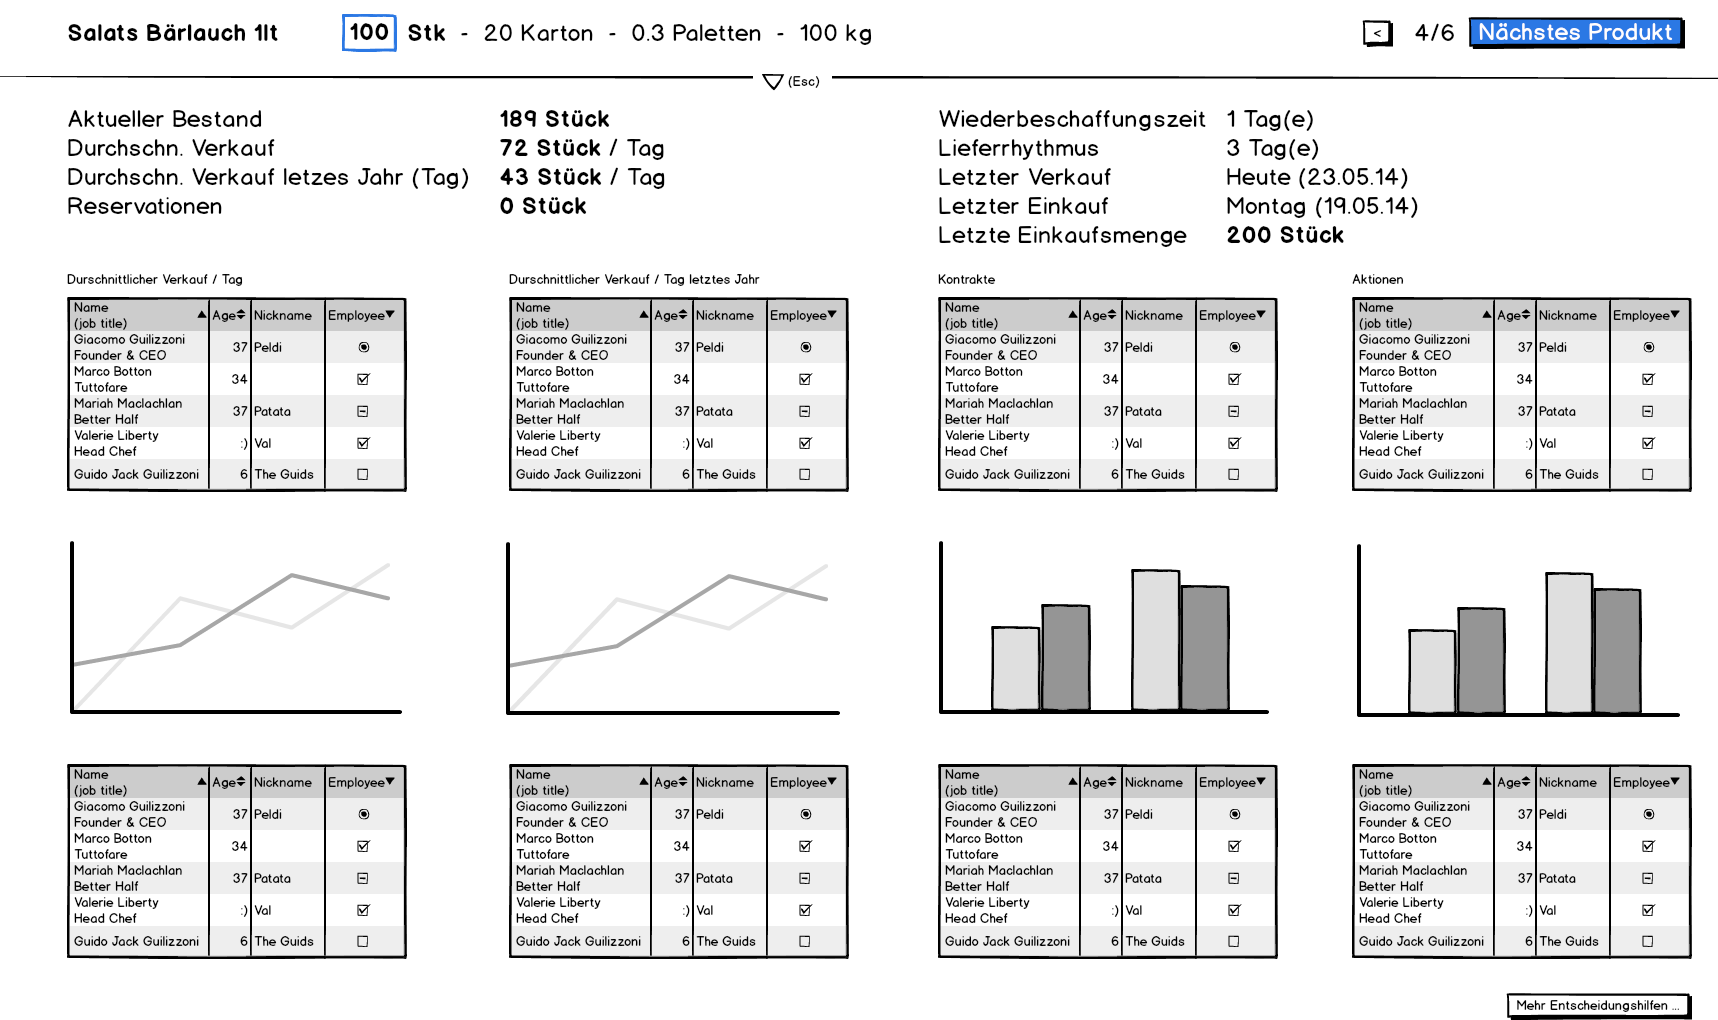 Salats Bärlauch 1lt 100 Stk - 20 Karton - 0.3 Paletten - 100 kg < 4/6 Nächstes Produkt
(Esc)
Aktueller Bestand 189 Stück
Durchschn. Verkauf 72 Stück / Tag
Durchschn. Verkauf letzes Jahr (Tag) 43 Stück / Tag
Reservationen 0 Stück
Wiederbeschaffungszeit 1 Tag(e)
Lieferrhythmus 3 Tag(e)
Letzter Verkauf Heute (23.05.14)
Letzter Einkauf Montag (19.05.14)
Letzte Einkaufsmenge 200 Stück
Durschnittlicher Verkauf / Tag
Name
(job title) Age Nickname Employee
Giacomo Guilizzoni
Founder & CEO 37 Peldi
Marco Botton
Tuttofare 34
Mariah Maclachlan
Better Half 37 Patata
Valerie Liberty
Head Chef :) Val
Guido Jack Guilizzoni 6 The Guids
Durschnittlicher Verkauf / Tag letztes Jahr
Name
(job title) Age Nickname Employee
Giacomo Guilizzoni
Founder & CEO 37 Peldi
Marco Botton
Tuttofare 34
Mariah Maclachlan
Better Half 37 Patata
Valerie Liberty
Head Chef :) Val
Guido Jack Guilizzoni 6 The Guids
Kontrakte
Name
(job title) Age Nickname Employee
Giacomo Guilizzoni
Founder & CEO 37 Peldi
Marco Botton
Tuttofare 34
Mariah Maclachlan
Better Half 37 Patata
Valerie Liberty
Head Chef :) Val
Guido Jack Guilizzoni 6 The Guids
Aktionen
Name
(job title) Age Nickname Employee
Giacomo Guilizzoni
Founder & CEO 37 Peldi
Marco Botton
Tuttofare 34
Mariah Maclachlan
Better Half 37 Patata
Valerie Liberty
Head Chef :) Val
Guido Jack Guilizzoni 6 The Guids
Name
(job title) Age Nickname Employee
Giacomo Guilizzoni
Founder & CEO 37 Peldi
Marco Botton
Tuttofare 34
Mariah Maclachlan
Better Half 37 Patata
Valerie Liberty
Head Chef :) Val
Guido Jack Guilizzoni 6 The Guids
Name
(job title) Age Nickname Employee
Giacomo Guilizzoni
Founder & CEO 37 Peldi
Marco Botton
Tuttofare 34
Mariah Maclachlan
Better Half 37 Patata
Valerie Liberty
Head Chef :) Val
Guido Jack Guilizzoni 6 The Guids
Name
(job title) Age Nickname Employee
Giacomo Guilizzoni
Founder & CEO 37 Peldi
Marco Botton
Tuttofare 34
Mariah Maclachlan
Better Half 37 Patata
Valerie Liberty
Head Chef :) Val
Guido Jack Guilizzoni 6 The Guids
Name
(job title) Age Nickname Employee
Giacomo Guilizzoni
Founder & CEO 37 Peldi
Marco Botton
Tuttofare 34
Mariah Maclachlan
Better Half 37 Patata
Valerie Liberty
Head Chef :) Val
Guido Jack Guilizzoni 6 The Guids
Mehr Entscheidungshilfen ...